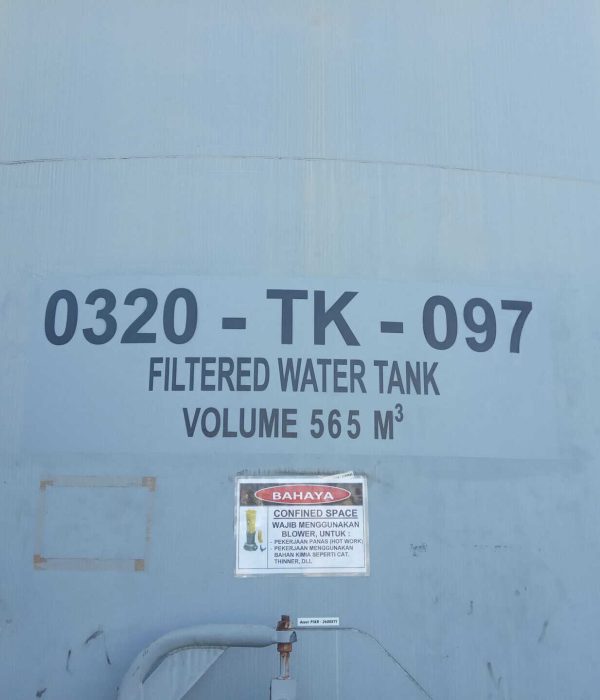 0320 - TK - 097
FILTERED WATER TANK
VOLUME 565 M³
BAHAYA
CONFINED SPACE
WAJIB MENGGUNAKAN
BLOWER, UNTUK :
- PEKERJAAN PANAS (HOT WORK)
- PEKERJAAN MENGGUNAKAN
BAHAN KIMIA SEPERTI CAT,
THINNER, DLL